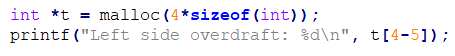 int *t = malloc(4*sizeof(int));
printf("Left side overdraft: %d\n", t[4-5]);